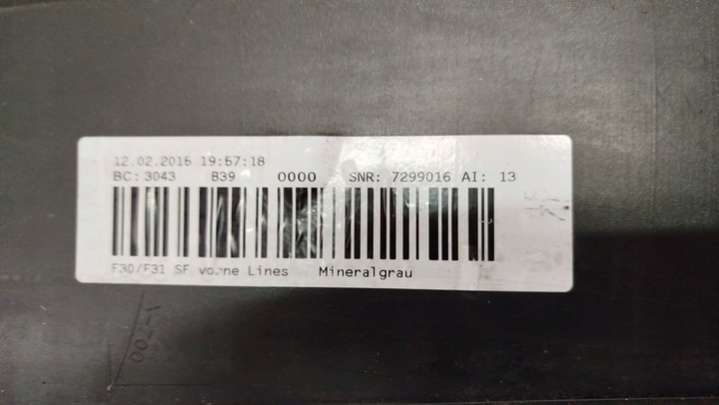 12.02.2015 19:57:18
BC: 3043 B39 0000 SNR: 7299016 AI: 13
F30/F31 SF vorne Lines Mineralgrau